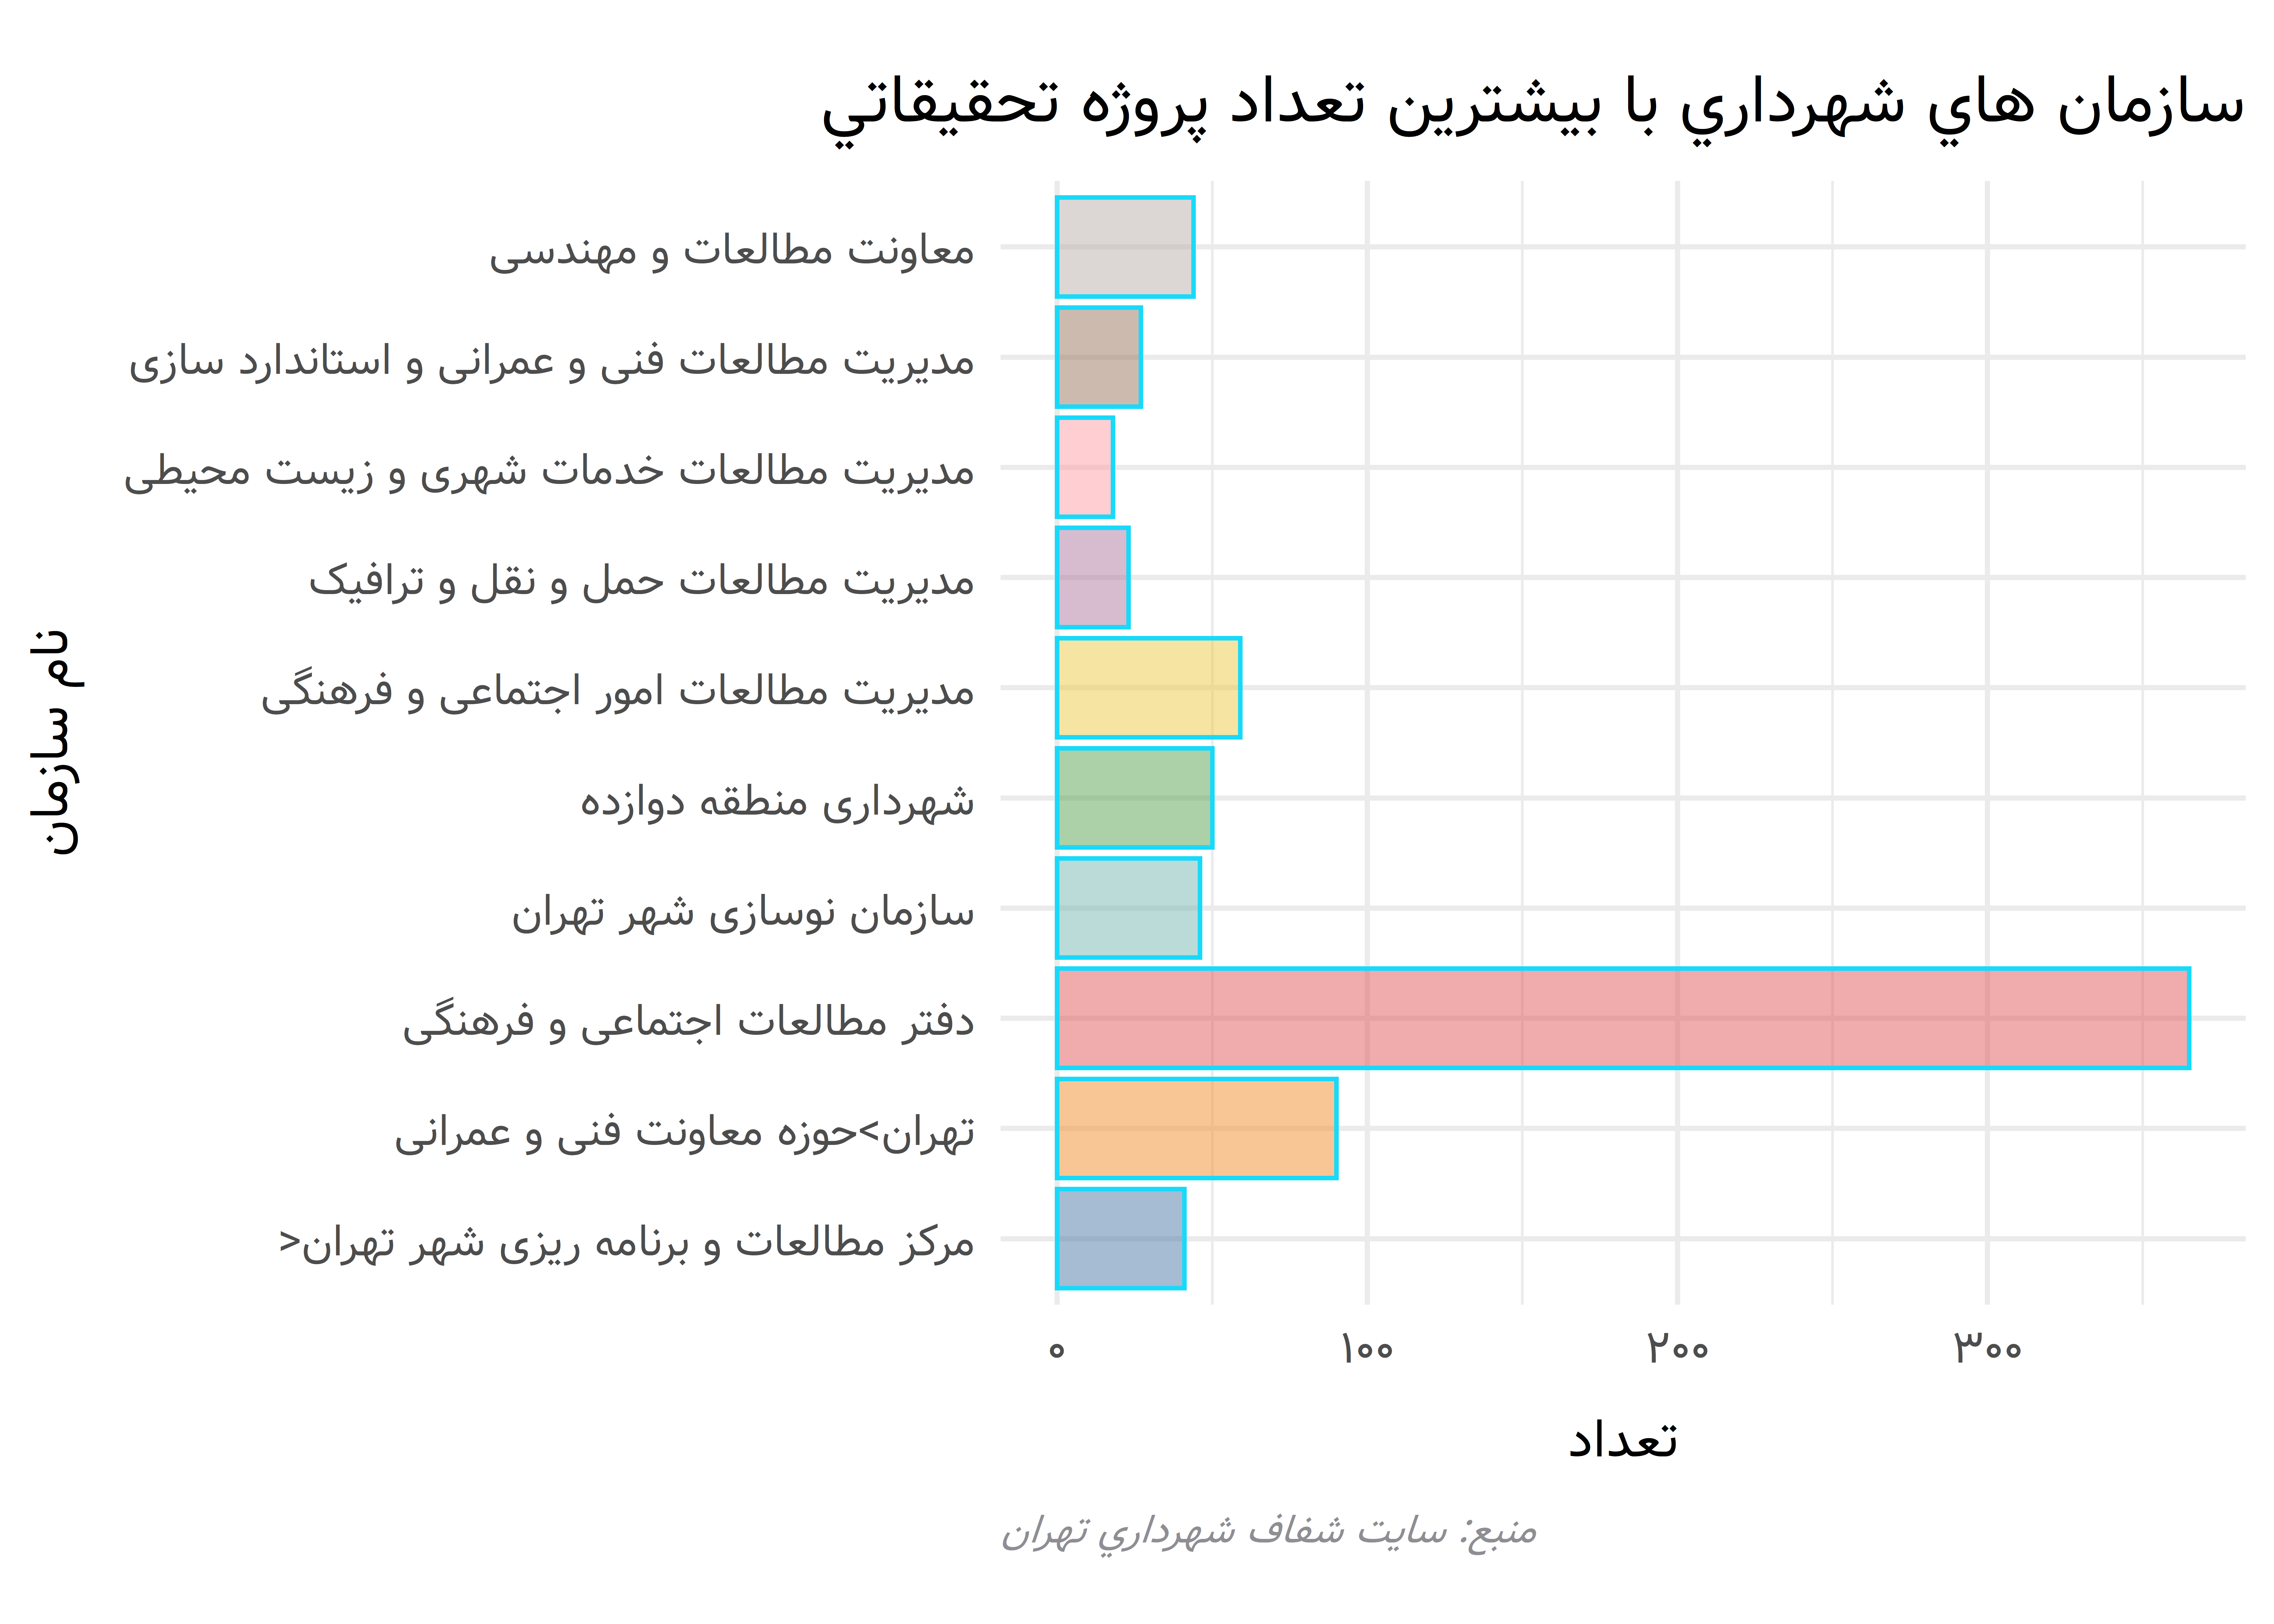 سازمان هاي شهرداري با بيشترين تعداد پروژه تحقيقاتي
معاونت مطالعات و مهندسی
مدیریت مطالعات فنی و عمرانی و استاندارد سازی
مدیریت مطالعات خدمات شهری و زیست محیطی
مدیریت مطالعات حمل و نقل و ترافیک
مدیریت مطالعات امور اجتماعی و فرهنگی
شهرداری منطقه دوازده
سازمان نوسازی شهر تهران
دفتر مطالعات اجتماعی و فرهنگی
تهران>حوزه معاونت فنی و عمرانی
مرکز مطالعات و برنامه ریزی شهر تهران>
نام سازمان
۰ ۱۰۰ ۲۰۰ ۳۰۰
تعداد
منبع: سايت شفاف شهرداري تهران